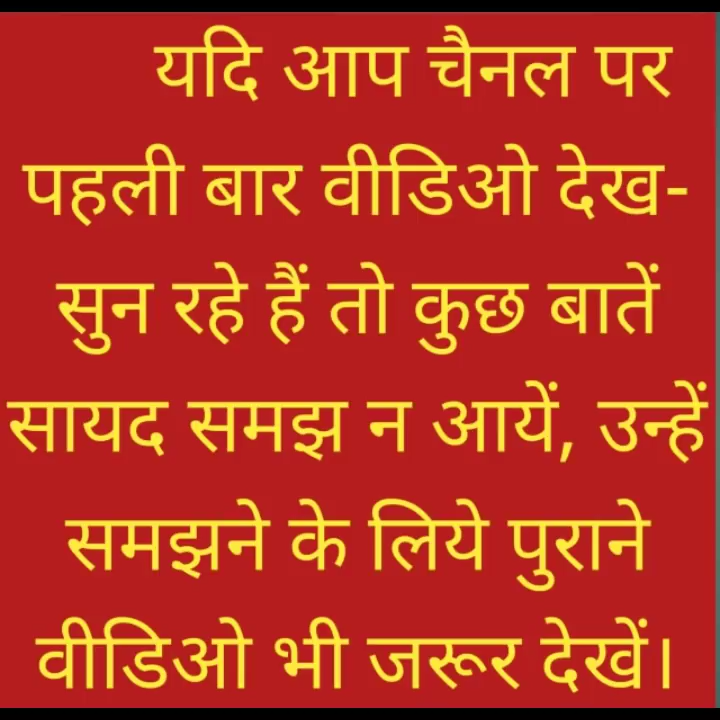 यदि आप चैनल पर
पहली बार वीडिओ देख-
सुन रहे हैं तो कुछ बातें
सायद समझ न आयें, उन्हें
समझने के लिये पुराने
वीडिओ भी जरूर देखें।